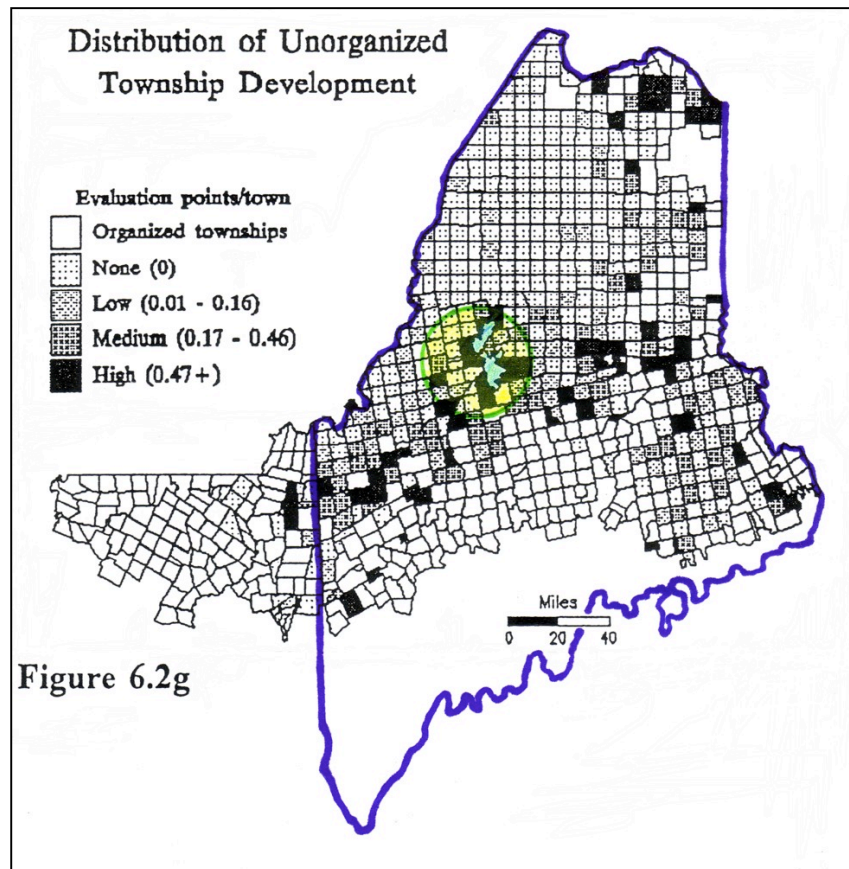 Distribution of Unorganized
Township Development
Evaluation points/town
Organized townships
None (0)
Low (0.01 - 0.16)
Medium (0.17 - 0.46)
High (0.47+)
Miles
0 20 40
Figure 6.2g